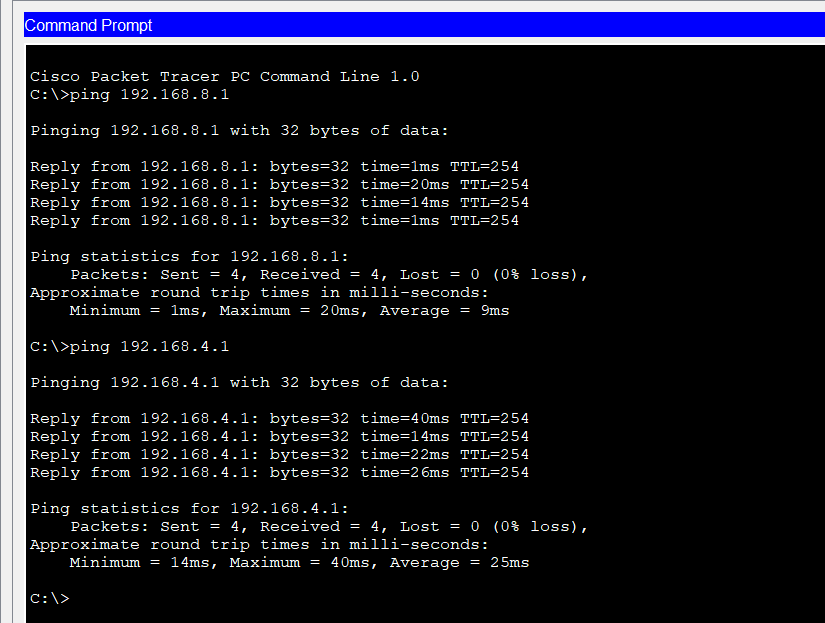 Command Prompt
Cisco Packet Tracer PC Command Line 1.0
C:\>ping 192.168.8.1
Pinging 192.168.8.1 with 32 bytes of data:
Reply from 192.168.8.1: bytes=32 time=1ms TTL=254
Reply from 192.168.8.1: bytes=32 time=20ms TTL=254
Reply from 192.168.8.1: bytes=32 time=14ms TTL=254
Reply from 192.168.8.1: bytes=32 time=1ms TTL=254
Ping statistics for 192.168.8.1:
    Packets: Sent = 4, Received = 4, Lost = 0 (0% loss),
Approximate round trip times in milli-seconds:
    Minimum = 1ms, Maximum = 20ms, Average = 9ms
C:\>ping 192.168.4.1
Pinging 192.168.4.1 with 32 bytes of data:
Reply from 192.168.4.1: bytes=32 time=40ms TTL=254
Reply from 192.168.4.1: bytes=32 time=14ms TTL=254
Reply from 192.168.4.1: bytes=32 time=22ms TTL=254
Reply from 192.168.4.1: bytes=32 time=26ms TTL=254
Ping statistics for 192.168.4.1:
    Packets: Sent = 4, Received = 4, Lost = 0 (0% loss),
Approximate round trip times in milli-seconds:
    Minimum = 14ms, Maximum = 40ms, Average = 25ms
C:\>